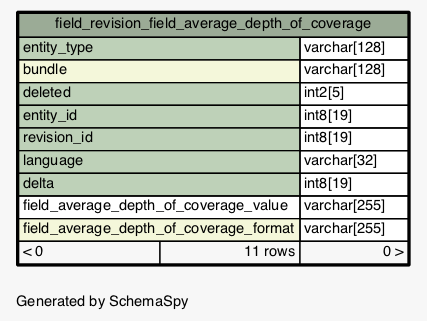 field_revision_field_average_depth_of_coverage
entity_type varchar[128]
bundle varchar[128]
deleted int2[5]
entity_id int8[19]
revision_id int8[19]
language varchar[32]
delta int8[19]
field_average_depth_of_coverage_value varchar[255]
field_average_depth_of_coverage_format varchar[255]
< 0 11 rows 0 >
Generated by SchemaSpy